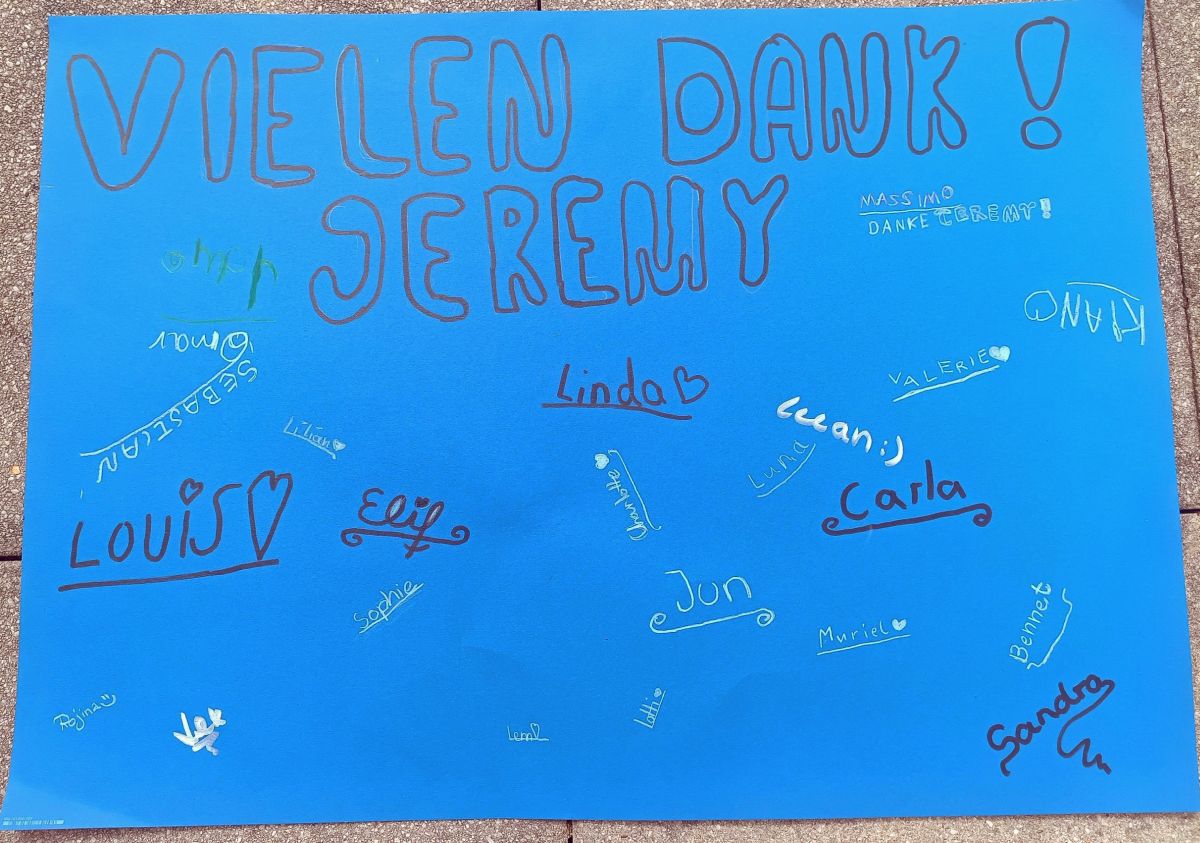 VIELEN DANK!
JEREMY
MASSIMO
DANKE JEREMY!
KIANO
Omar
SEBASTIAN
VALERIE
Linda
Lilian
Luan :)
Luna
Charlotte
Carla
LOUIS
Elif
Sophie
Jun
Muriel
Bennet
Sandra
Rojina
Lotti